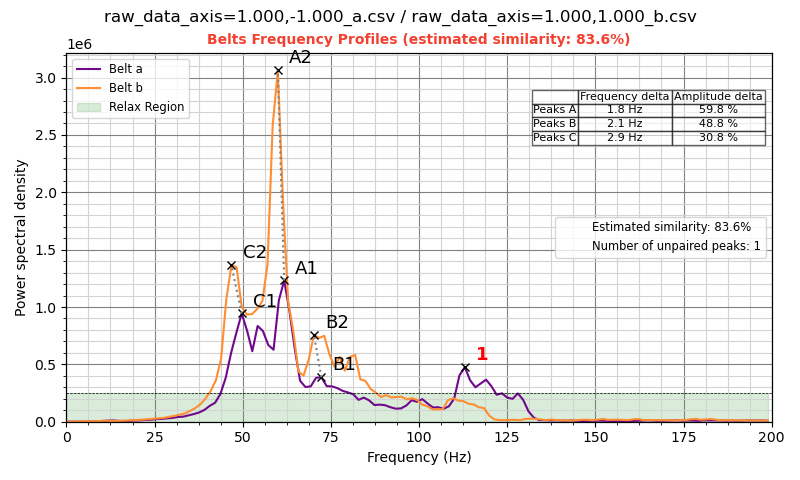 raw_data_axis=1.000,-1.000_a.csv / raw_data_axis=1.000,1.000_b.csv
Belts Frequency Profiles (estimated similarity: 83.6%)
1e6
Belt a
Belt b
Relax Region
A2
A1
C2
C1
B2
B1
1
Frequency delta Amplitude delta
Peaks A 1.8 Hz 59.8 %
Peaks B 2.1 Hz 48.8 %
Peaks C 2.9 Hz 30.8 %
Estimated similarity: 83.6%
Number of unpaired peaks: 1
Power spectral density
3.0
2.5
2.0
1.5
1.0
0.5
0.0
0 25 50 75 100 125 150 175 200
Frequency (Hz)